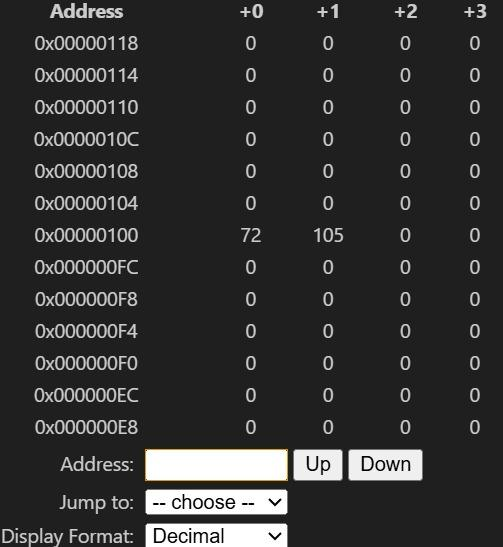 Address +0 +1 +2 +3
0x00000118 0 0 0 0
0x00000114 0 0 0 0
0x00000110 0 0 0 0
0x0000010C 0 0 0 0
0x00000108 0 0 0 0
0x00000104 0 0 0 0
0x00000100 72 105 0 0
0x000000FC 0 0 0 0
0x000000F8 0 0 0 0
0x000000F4 0 0 0 0
0x000000F0 0 0 0 0
0x000000EC 0 0 0 0
0x000000E8 0 0 0 0
Address: Up Down
Jump to: -- choose --
Display Format: Decimal